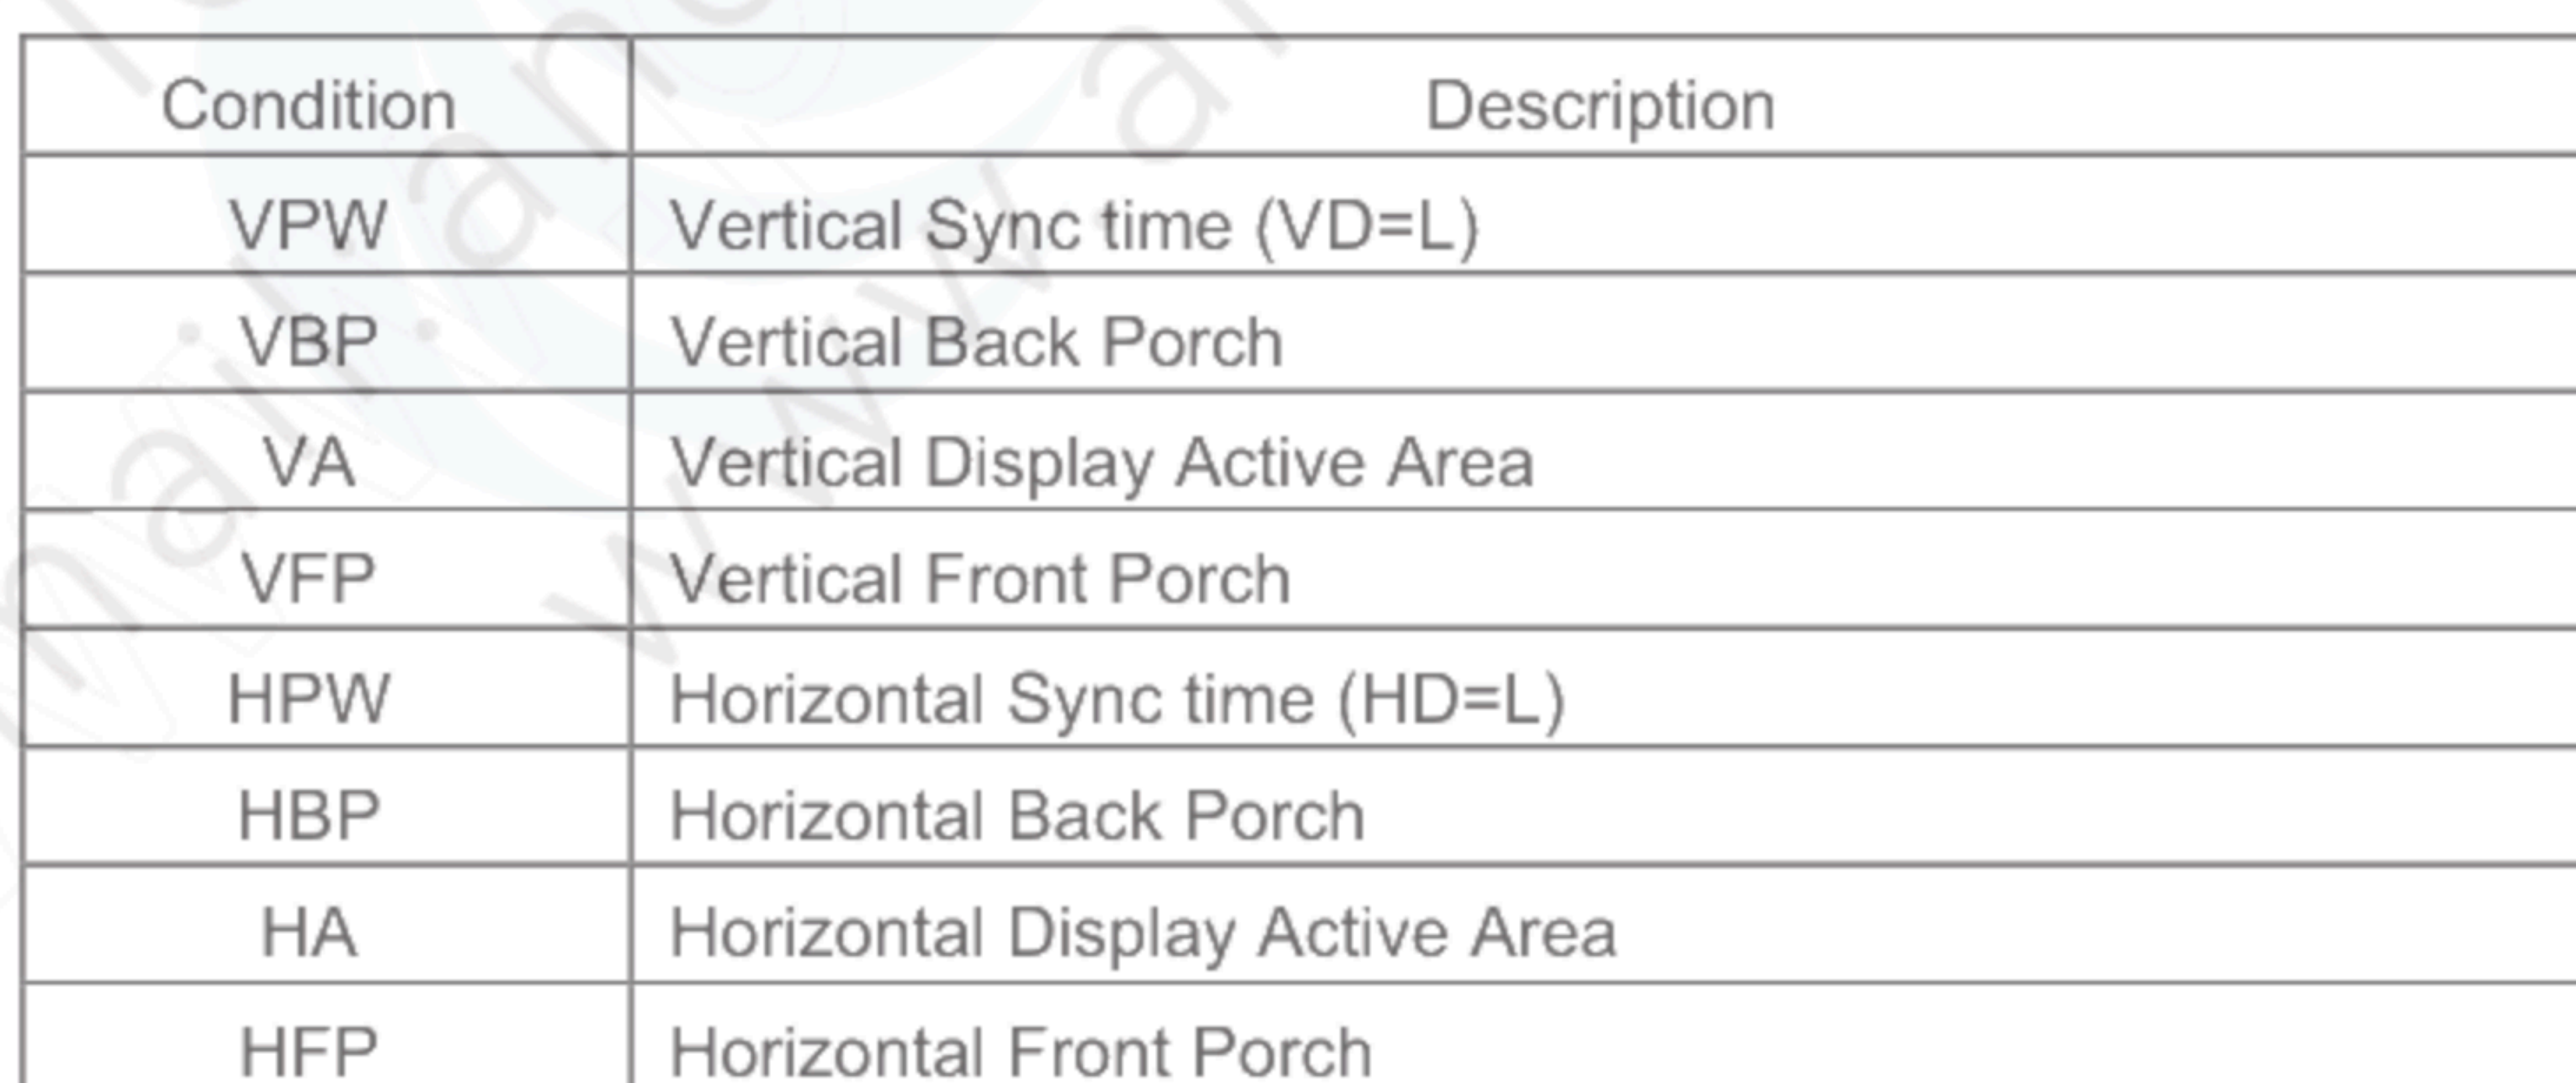 Condition Description
VPW Vertical Sync time (VD=L)
VBP Vertical Back Porch
VA Vertical Display Active Area
VFP Vertical Front Porch
HPW Horizontal Sync time (HD=L)
HBP Horizontal Back Porch
HA Horizontal Display Active Area
HFP Horizontal Front Porch